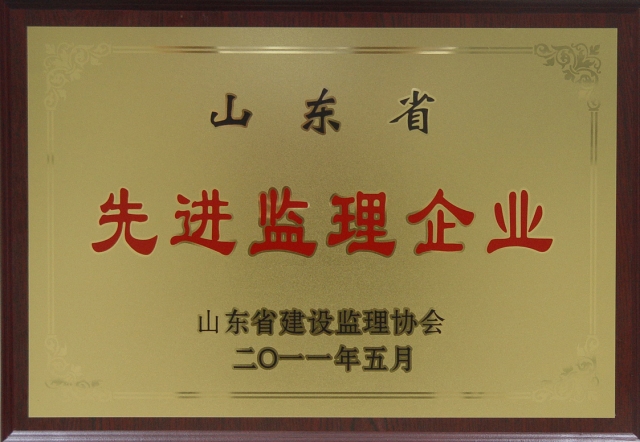 山东省
先进监理企业
山东省建设监理协会
二〇一一年五月